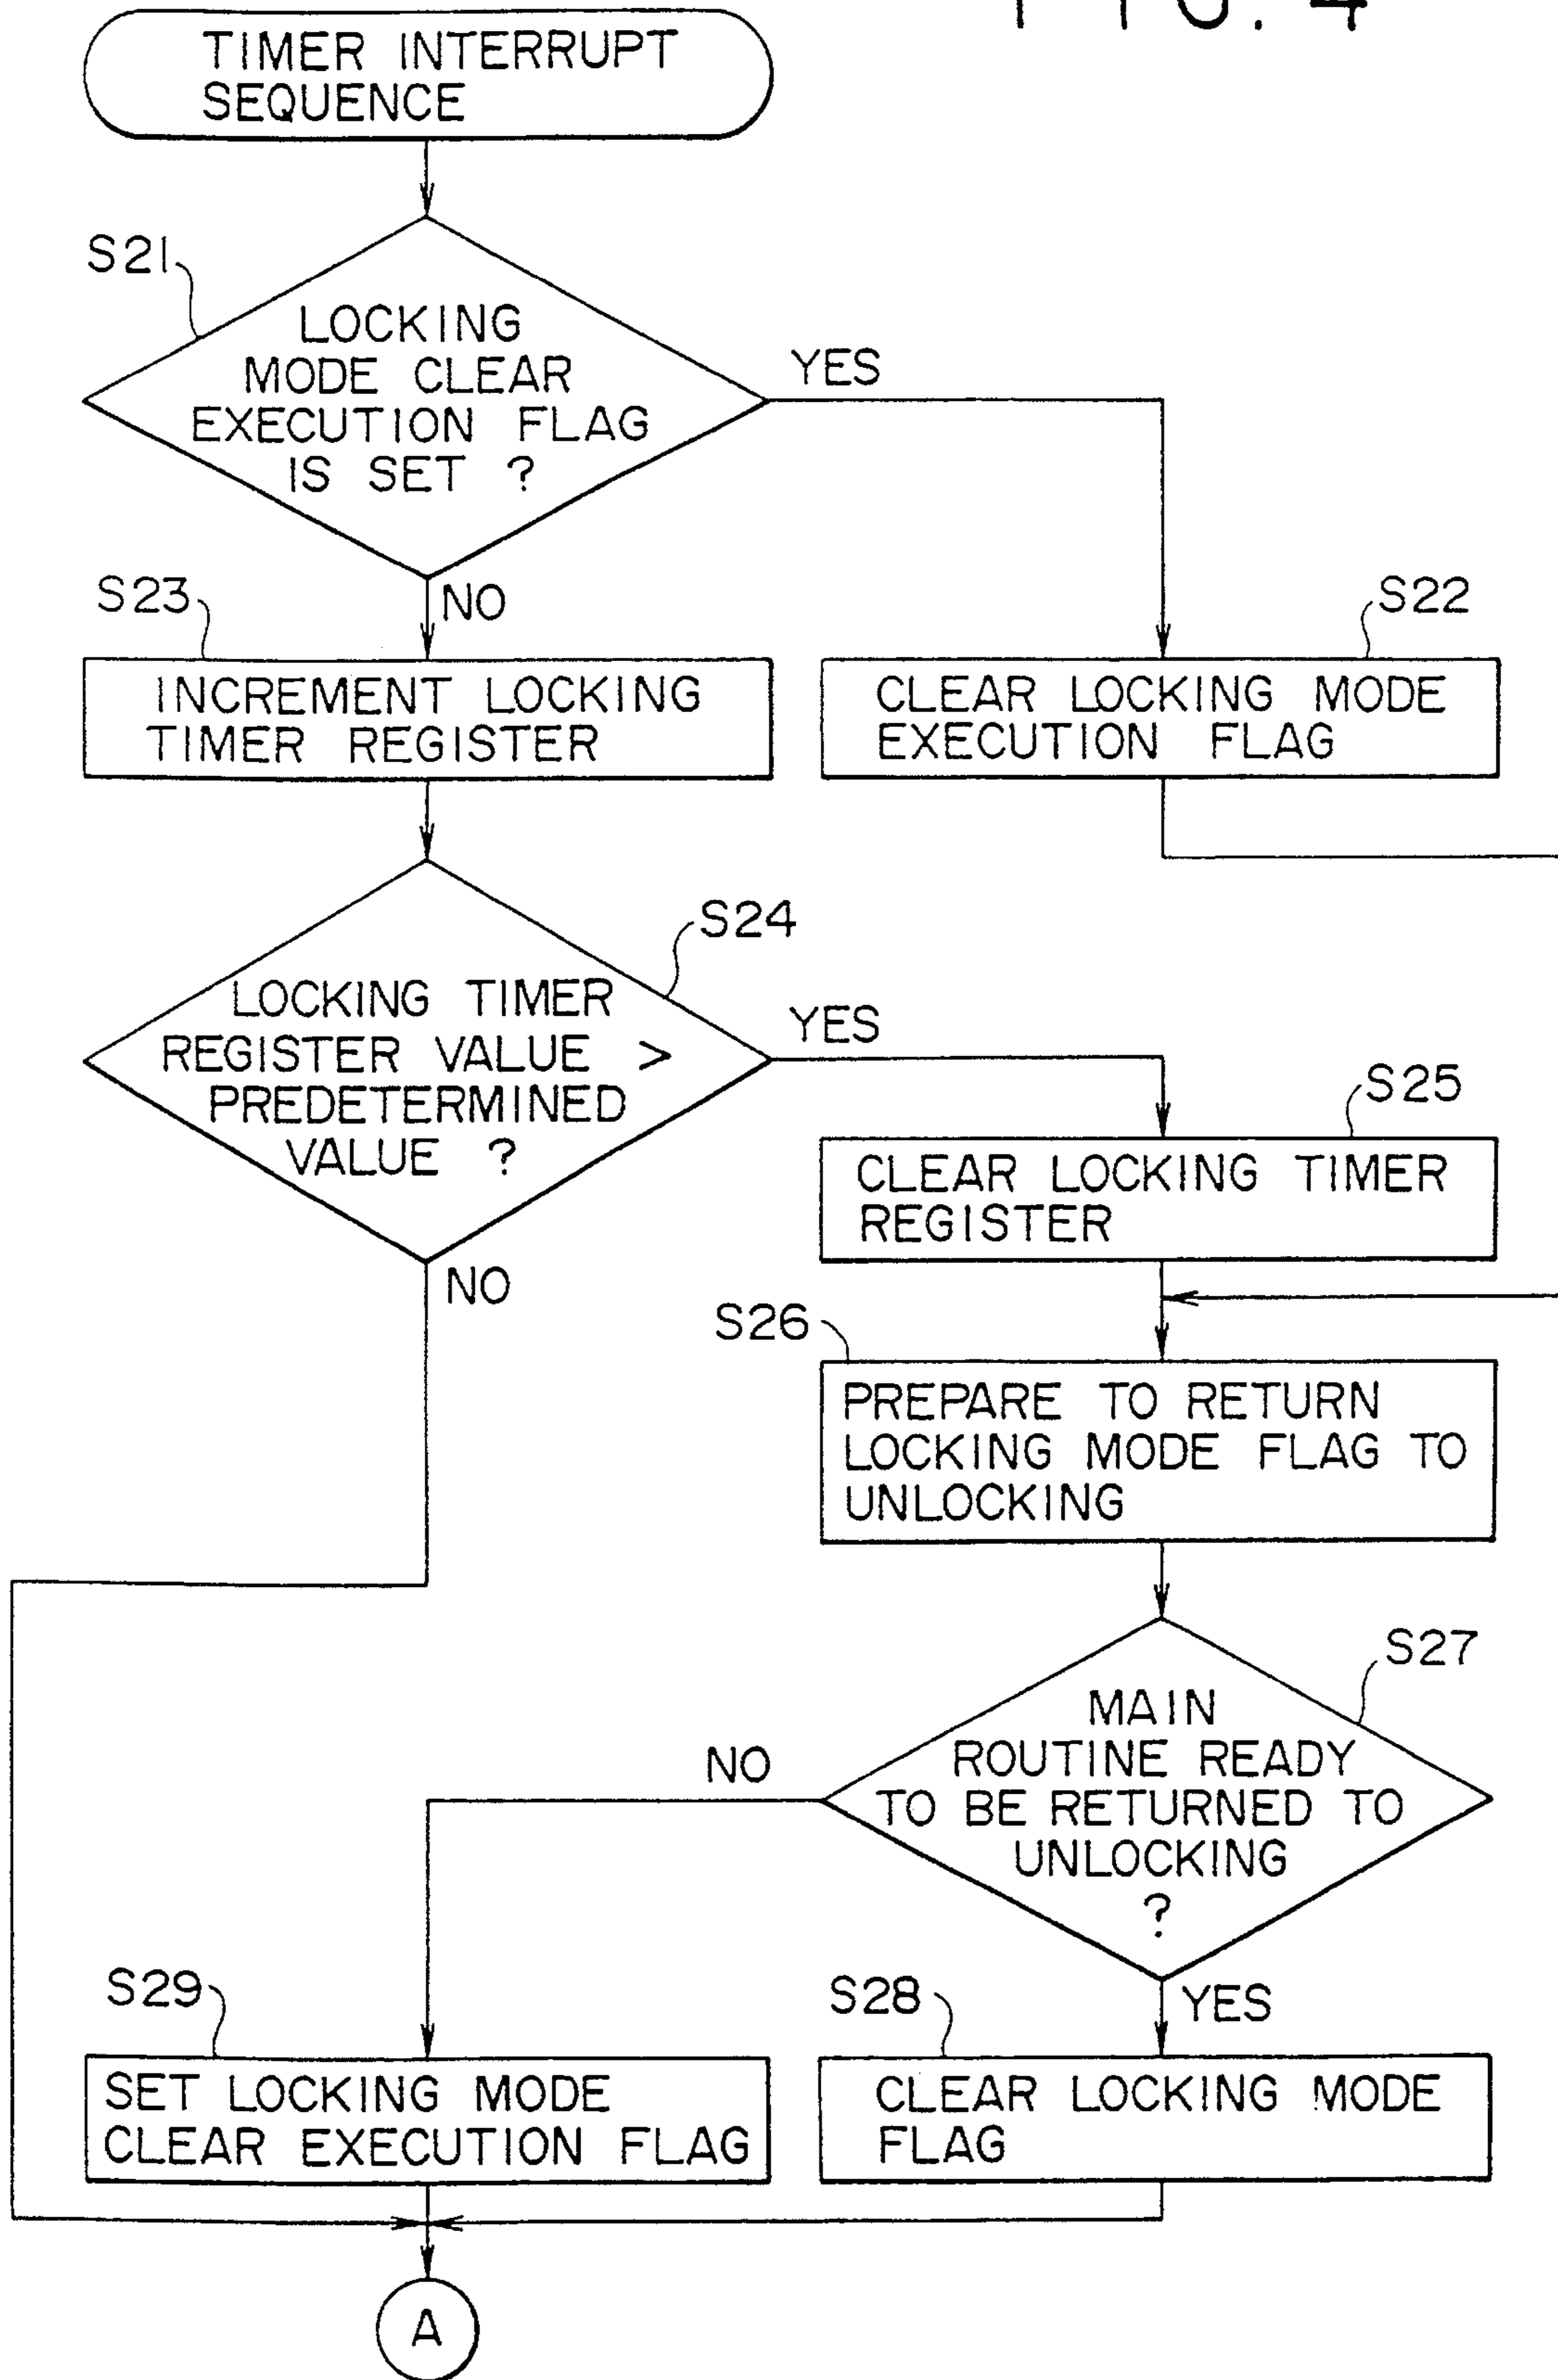 FIG. 4
TIMER INTERRUPT
SEQUENCE
S21
LOCKING
MODE CLEAR
EXECUTION FLAG
IS SET ?
YES
NO
S23
INCREMENT LOCKING
TIMER REGISTER
S22
CLEAR LOCKING MODE
EXECUTION FLAG
S24
LOCKING TIMER
REGISTER VALUE >
PREDETERMINED
VALUE ?
YES
NO
S25
CLEAR LOCKING TIMER
REGISTER
S26
PREPARE TO RETURN
LOCKING MODE FLAG TO
UNLOCKING
S27
MAIN
ROUTINE READY
TO BE RETURNED TO
UNLOCKING
?
NO
YES
S29
SET LOCKING MODE
CLEAR EXECUTION FLAG
S28
CLEAR LOCKING MODE
FLAG
A